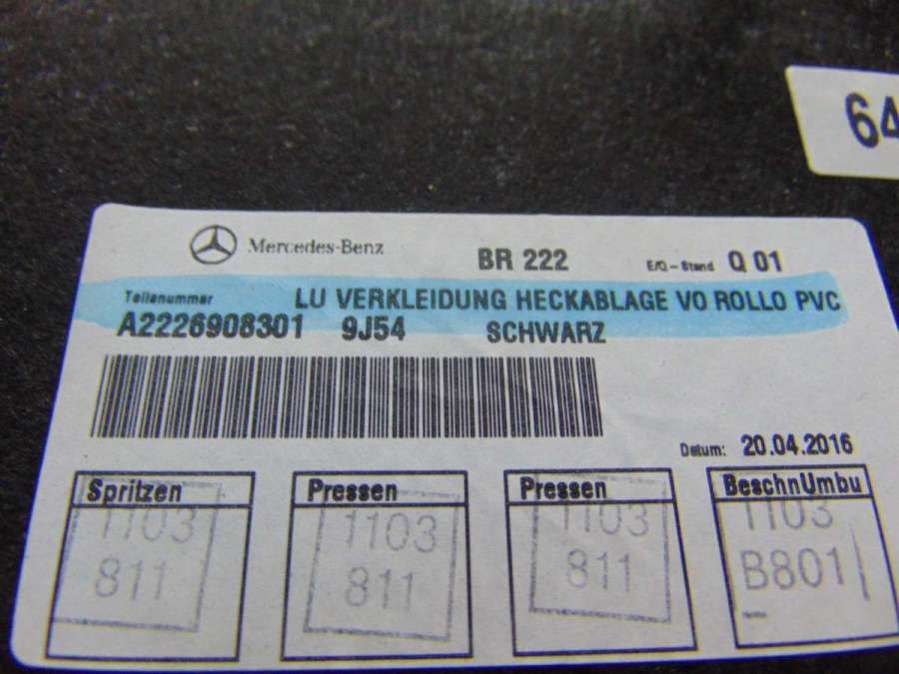 64
Mercedes-Benz BR 222 E/Q-Stand Q 01
Teilenummer LU VERKLEIDUNG HECKABLAGE VO ROLLO PVC
A2226908301 9J54 SCHWARZ
Datum: 20.04.2016
Spritzen Pressen Pressen BeschnUmbu
1103 1103 1103 1103
811 811 811 B801